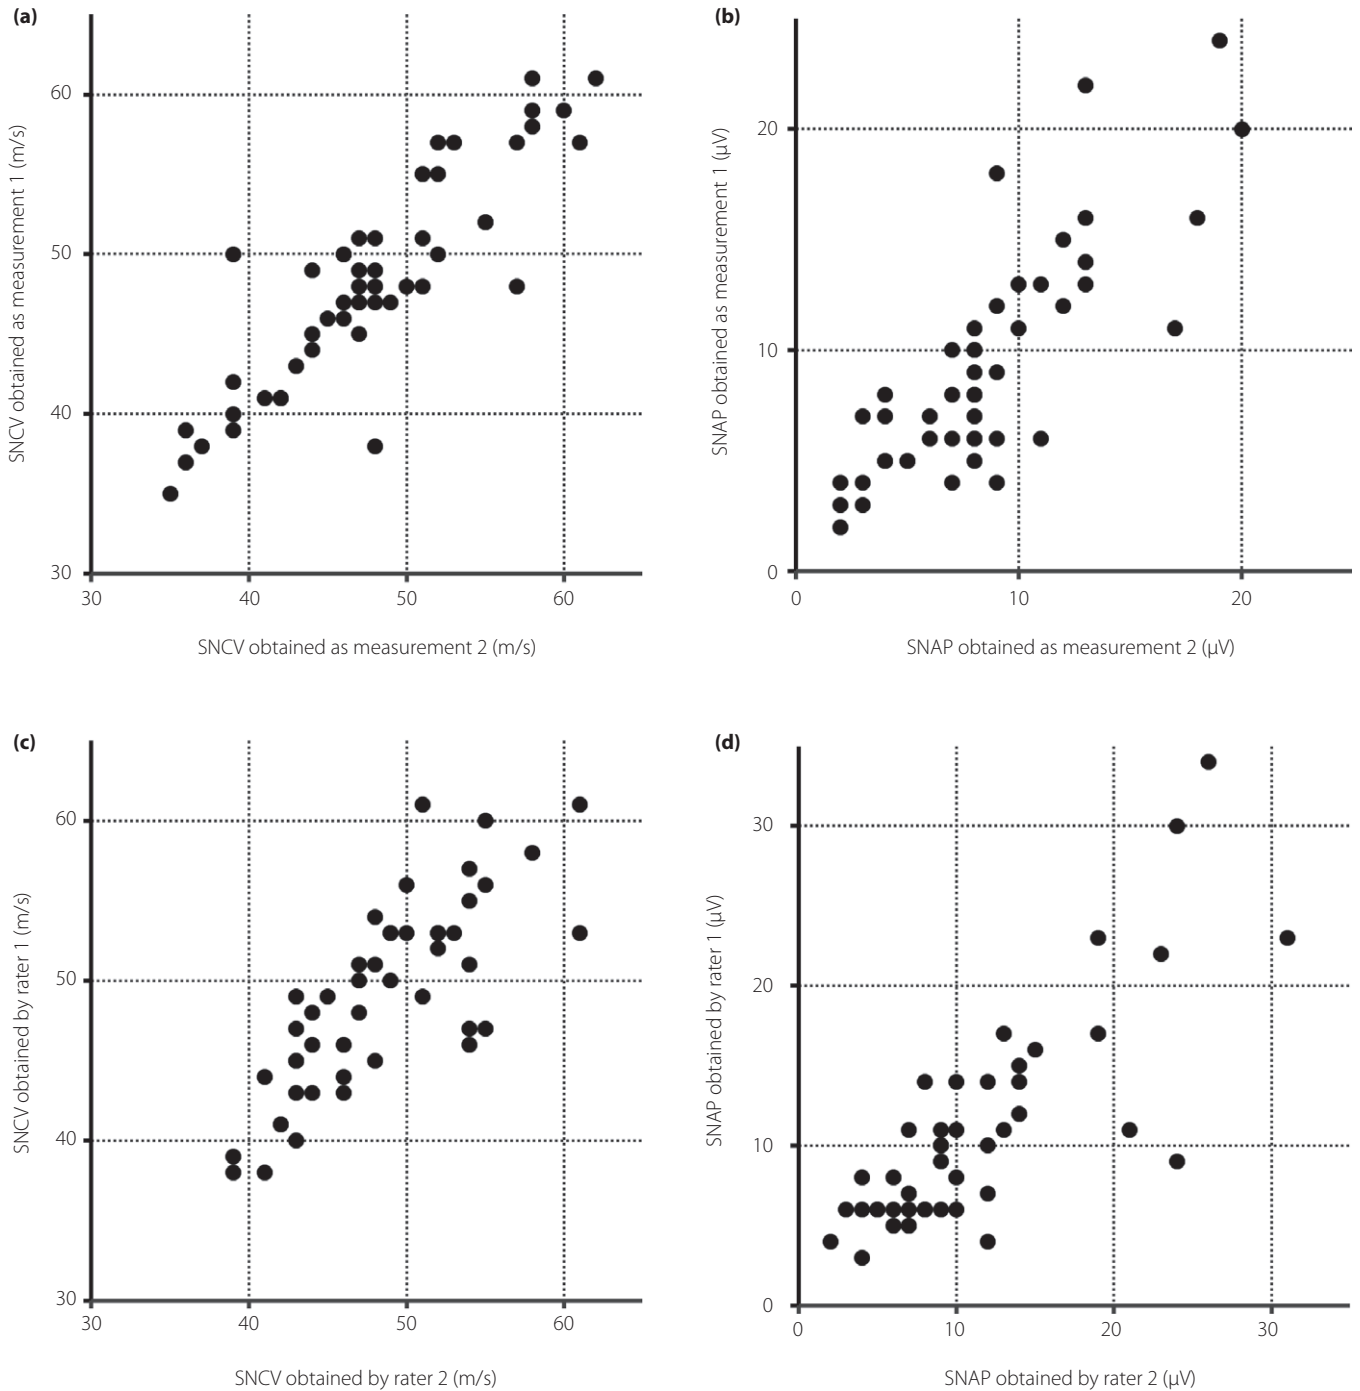 (a)
60
50
40
30
30
40
50
60
SNCV obtained as measurement 1 (m/s)
SNCV obtained as measurement 2 (m/s)
(b)
20
10
0
0
10
20
SNAP obtained as measurement 1 (µV)
SNAP obtained as measurement 2 (µV)
(c)
60
50
40
30
30
40
50
60
SNCV obtained by rater 1 (m/s)
SNCV obtained by rater 2 (m/s)
(d)
30
20
10
0
0
10
20
30
SNAP obtained by rater 1 (µV)
SNAP obtained by rater 2 (µV)